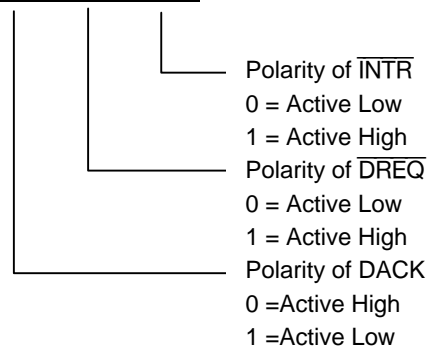 Polarity of INTR
0 = Active Low
1 = Active High
Polarity of DREQ
0 = Active Low
1 = Active High
Polarity of DACK
0 =Active High
1 =Active Low